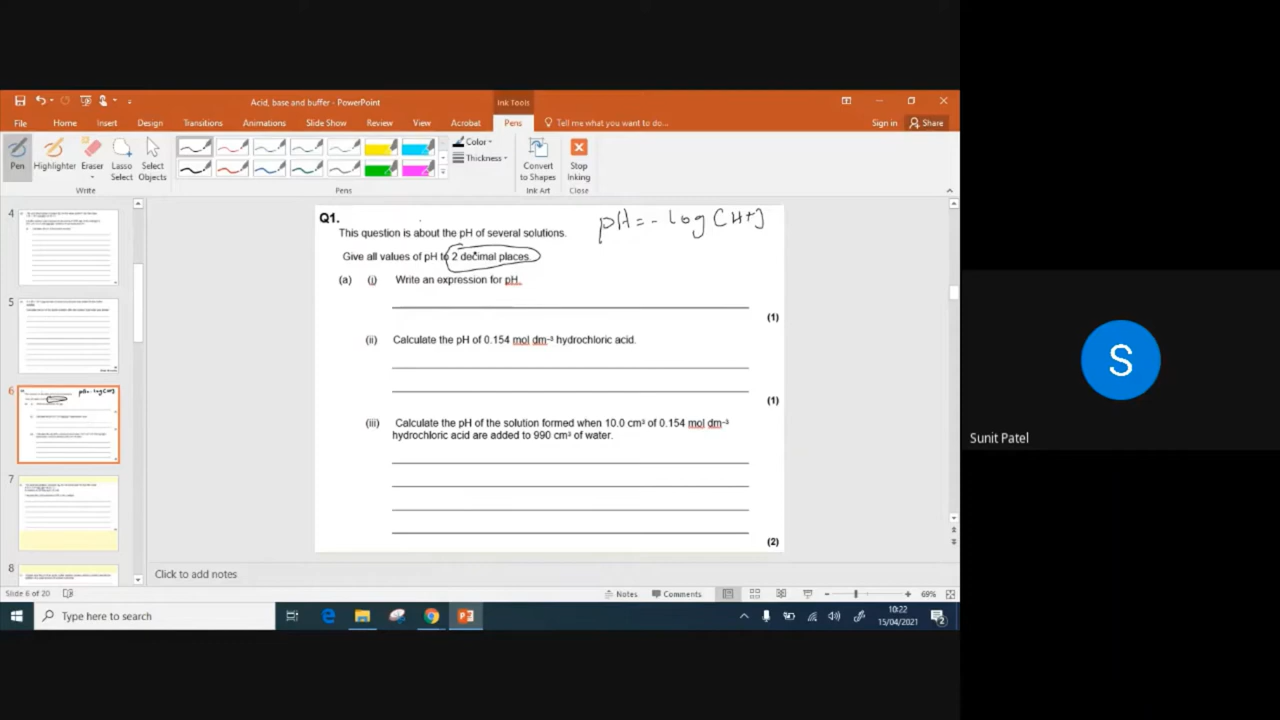 Acid, base and buffer - PowerPoint
Ink Tools
File
Home
Insert
Design
Transitions
Animations
Slide Show
Review
View
Acrobat
Pens
Tell me what you want to do...
Sign in
Share
Pen
Highlighter
Eraser
Lasso Select
Select Objects
Color
Thickness
Convert to Shapes
Stop Inking
Write
Pens
Ink Art
Close
4
5
6
7
8
Q1.
pH = - log [H+]
This question is about the pH of several solutions.
Give all values of pH to 2 decimal places.
(a) (i) Write an expression for pH.
(1)
(ii) Calculate the pH of 0.154 mol dm⁻³ hydrochloric acid.
(1)
(iii) Calculate the pH of the solution formed when 10.0 cm³ of 0.154 mol dm⁻³
hydrochloric acid are added to 990 cm³ of water.
(2)
Click to add notes
Slide 6 of 20
Notes
Comments
69%
Type here to search
10:22
15/04/2021
2
S
Sunit Patel